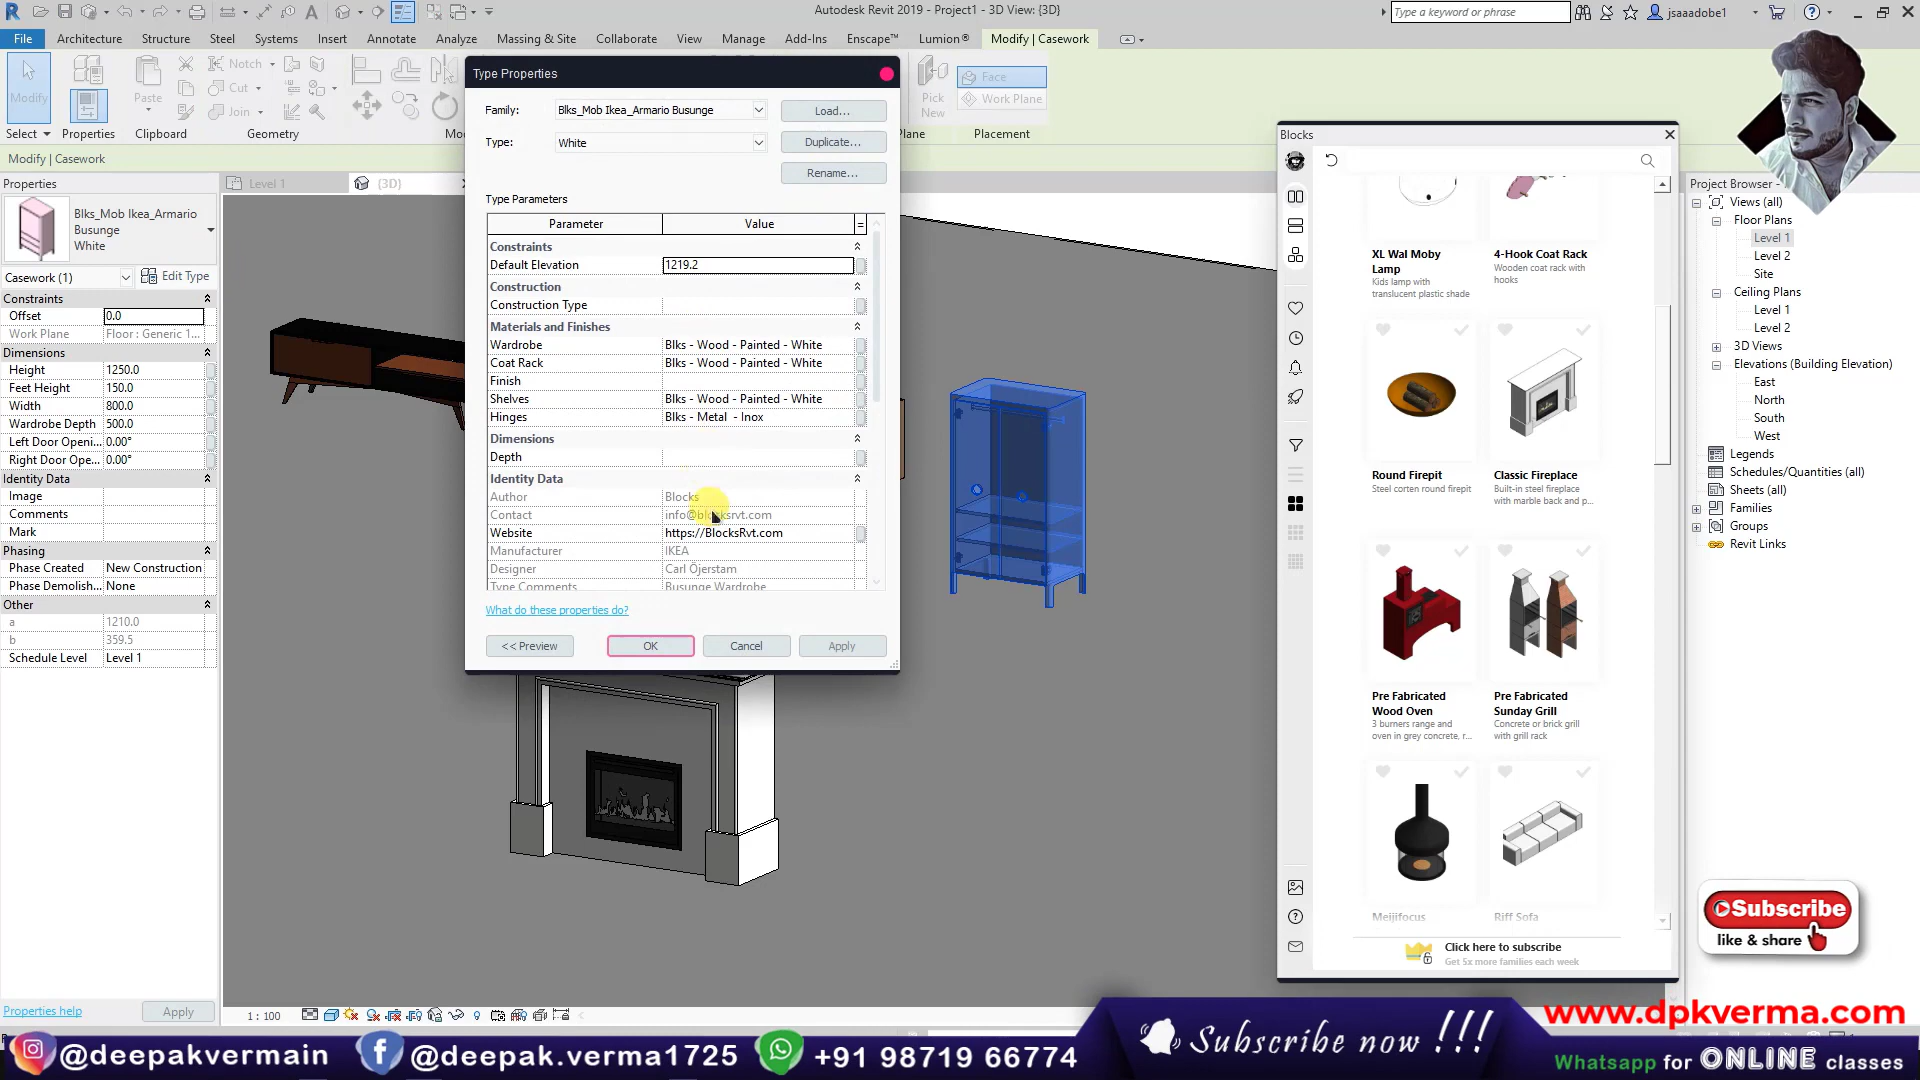 Autodesk Revit 2019 - Project1 - 3D View: {3D}
Type a keyword or phrase
jsaaadobe1
File
Architecture
Structure
Steel
Systems
Insert
Annotate
Analyze
Massing & Site
Collaborate
View
Manage
Add-Ins
Enscape™
Lumion®
Modify | Casework
Modify
Paste
Notch
Cut
Join
Pick
New
Face
Work Plane
Select
Properties
Clipboard
Geometry
Placement
Modify | Casework
Properties
Blks_Mob Ikea_Armario
Busunge
White
Casework (1)
Edit Type
Constraints
Offset 0.0
Work Plane Floor : Generic 1...
Dimensions
Height 1250.0
Feet Height 150.0
Width 800.0
Wardrobe Depth 500.0
Left Door Openi... 0.00°
Right Door Ope... 0.00°
Identity Data
Image
Comments
Mark
Phasing
Phase Created New Construction
Phase Demolish... None
Other
a 1210.0
b 359.5
Schedule Level Level 1
Properties help
Apply
Level 1
{3D}
1 : 100
Type Properties
Family: Blks_Mob Ikea_Armario Busunge
Load...
Type: White
Duplicate...
Rename...
Type Parameters
Parameter Value =
Constraints
Default Elevation 1219.2
Construction
Construction Type
Materials and Finishes
Wardrobe Blks - Wood - Painted - White
Coat Rack Blks - Wood - Painted - White
Finish
Shelves Blks - Wood - Painted - White
Hinges Blks - Metal - Inox
Dimensions
Depth
Identity Data
Author Blocks
Contact info@blocksrvt.com
Website https://BlocksRvt.com
Manufacturer IKEA
Designer Carl Öjerstam
Type Comments Busunge Wardrobe
What do these properties do?
<< Preview
OK
Cancel
Apply
Blocks
XL Wal Moby
Lamp
Kids lamp with
translucent plastic shade
4-Hook Coat Rack
Wooden coat rack with
hooks
Round Firepit
Steel corten round firepit
Classic Fireplace
Built-in steel fireplace
with marble back and p...
Pre Fabricated
Wood Oven
3 burners range and
oven in grey concrete, r...
Pre Fabricated
Sunday Grill
Concrete or brick grill
with grill rack
Meijifocus
Riff Sofa
Click here to subscribe
Get 5x more families each week
Project Browser -
Views (all)
Floor Plans
Level 1
Level 2
Site
Ceiling Plans
Level 1
Level 2
3D Views
Elevations (Building Elevation)
East
North
South
West
Legends
Schedules/Quantities (all)
Sheets (all)
Families
Groups
Revit Links
Subscribe
like & share
www.dpkverma.com
@deepakvermain
@deepak.verma1725
+91 98719 66774
Subscribe now !!!
Whatsapp for ONLINE classes